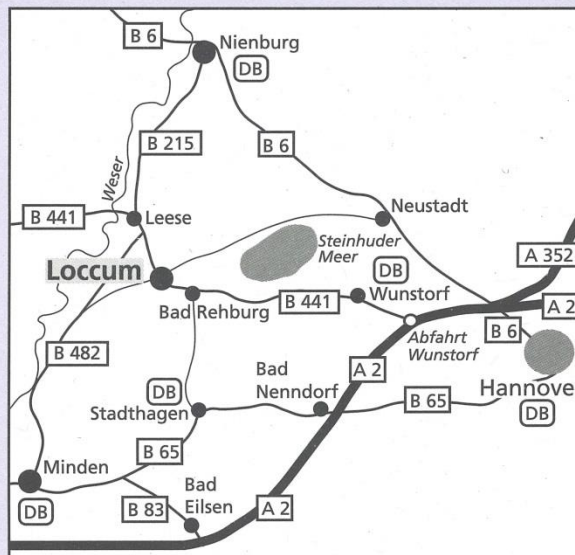 B 6
Nienburg
DB
B 215
B 6
Weser
B 441
Leese
Neustadt
Steinhuder
Meer
Loccum
DB
A 352
Bad Rehburg
B 441
Wunstorf
A 2
B 6
Abfahrt
Wunstorf
B 482
A 2
Bad
Nenndorf
Hannove
DB
Stadthagen
B 65
DB
B 65
Minden
Bad
Eilsen
DB
B 83
A 2